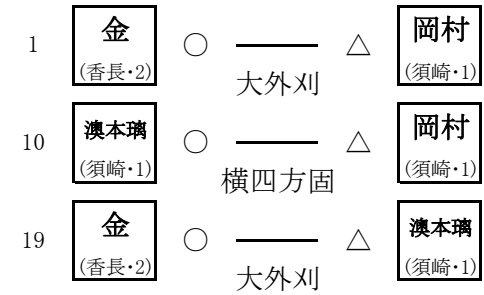 1 金 (香長・2) ○ △ 岡村 (須崎・1)
大外刈
10 澳本璃 (須崎・1) ○ △ 岡村 (須崎・1)
横四方固
19 金 (香長・2) ○ △ 澳本璃 (須崎・1)
大外刈